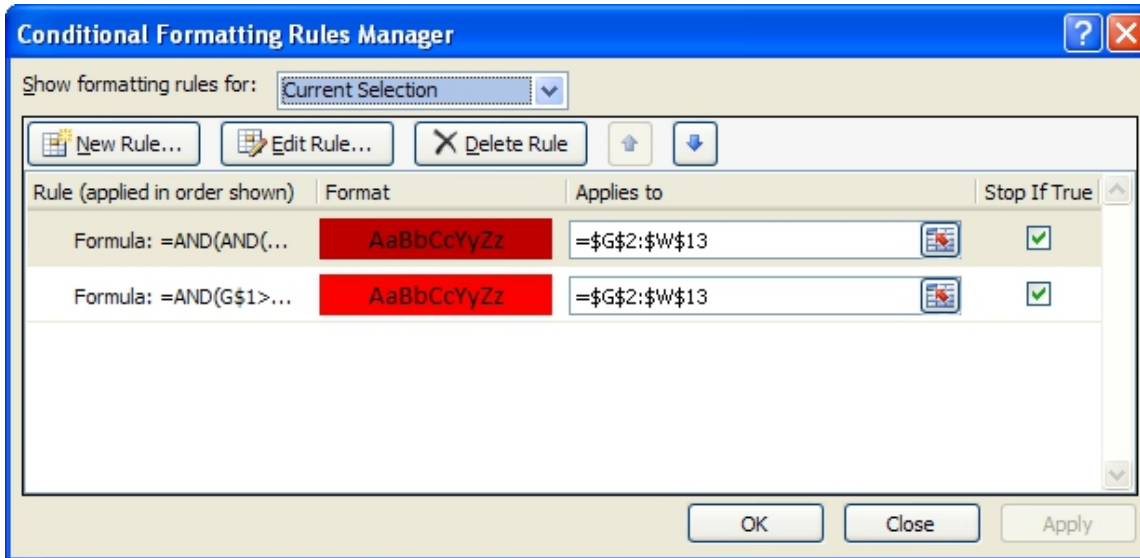 Conditional Formatting Rules Manager
Show formatting rules for: Current Selection
New Rule... Edit Rule... Delete Rule
Rule (applied in order shown) Format Applies to Stop If True
Formula: =AND(AND(... AaBbCcYyZz =$G$2:$W$13
Formula: =AND(G$1>... AaBbCcYyZz =$G$2:$W$13
OK Close Apply